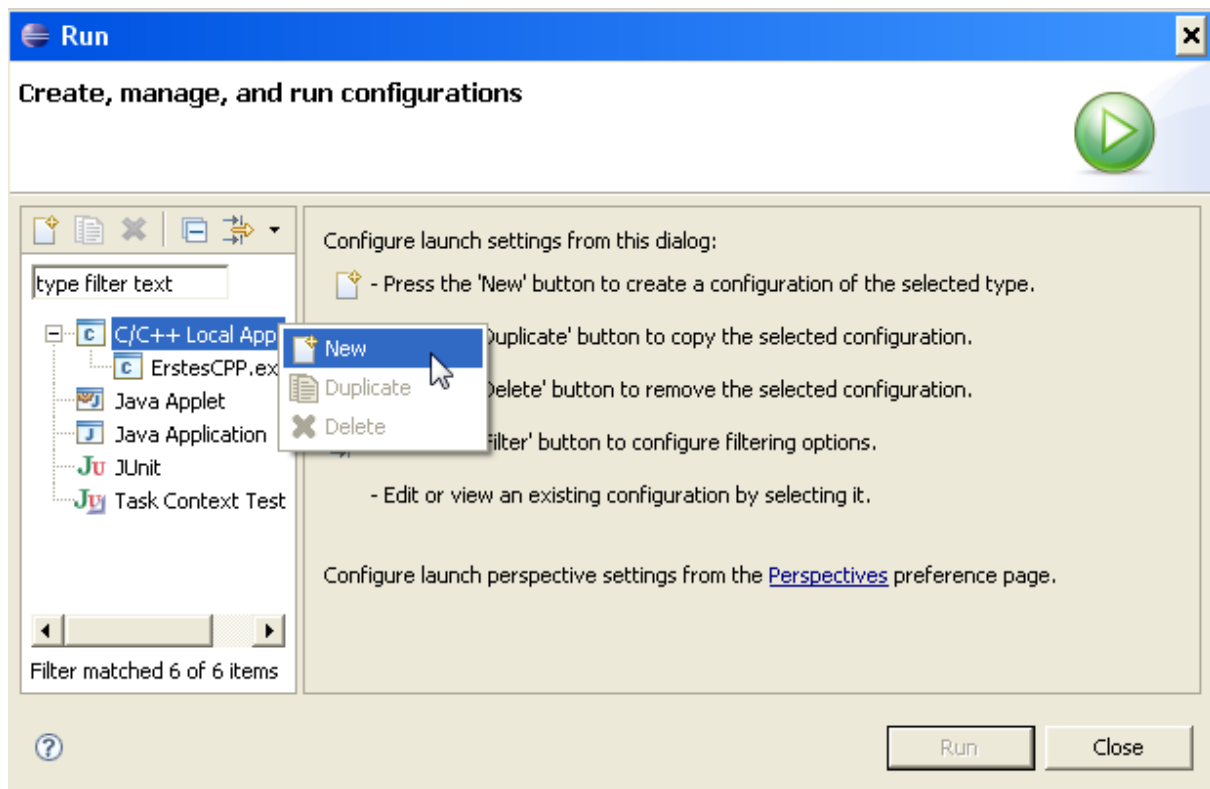 Run
Create, manage, and run configurations
type filter text
C/C++ Local App
ErstesCPP.ex
Java Applet
Java Application
JUnit
Task Context Test
Filter matched 6 of 6 items
New
Duplicate
Delete
Configure launch settings from this dialog:
- Press the 'New' button to create a configuration of the selected type.
Duplicate' button to copy the selected configuration.
Delete' button to remove the selected configuration.
Filter' button to configure filtering options.
- Edit or view an existing configuration by selecting it.
Configure launch perspective settings from the Perspectives preference page.
Run
Close